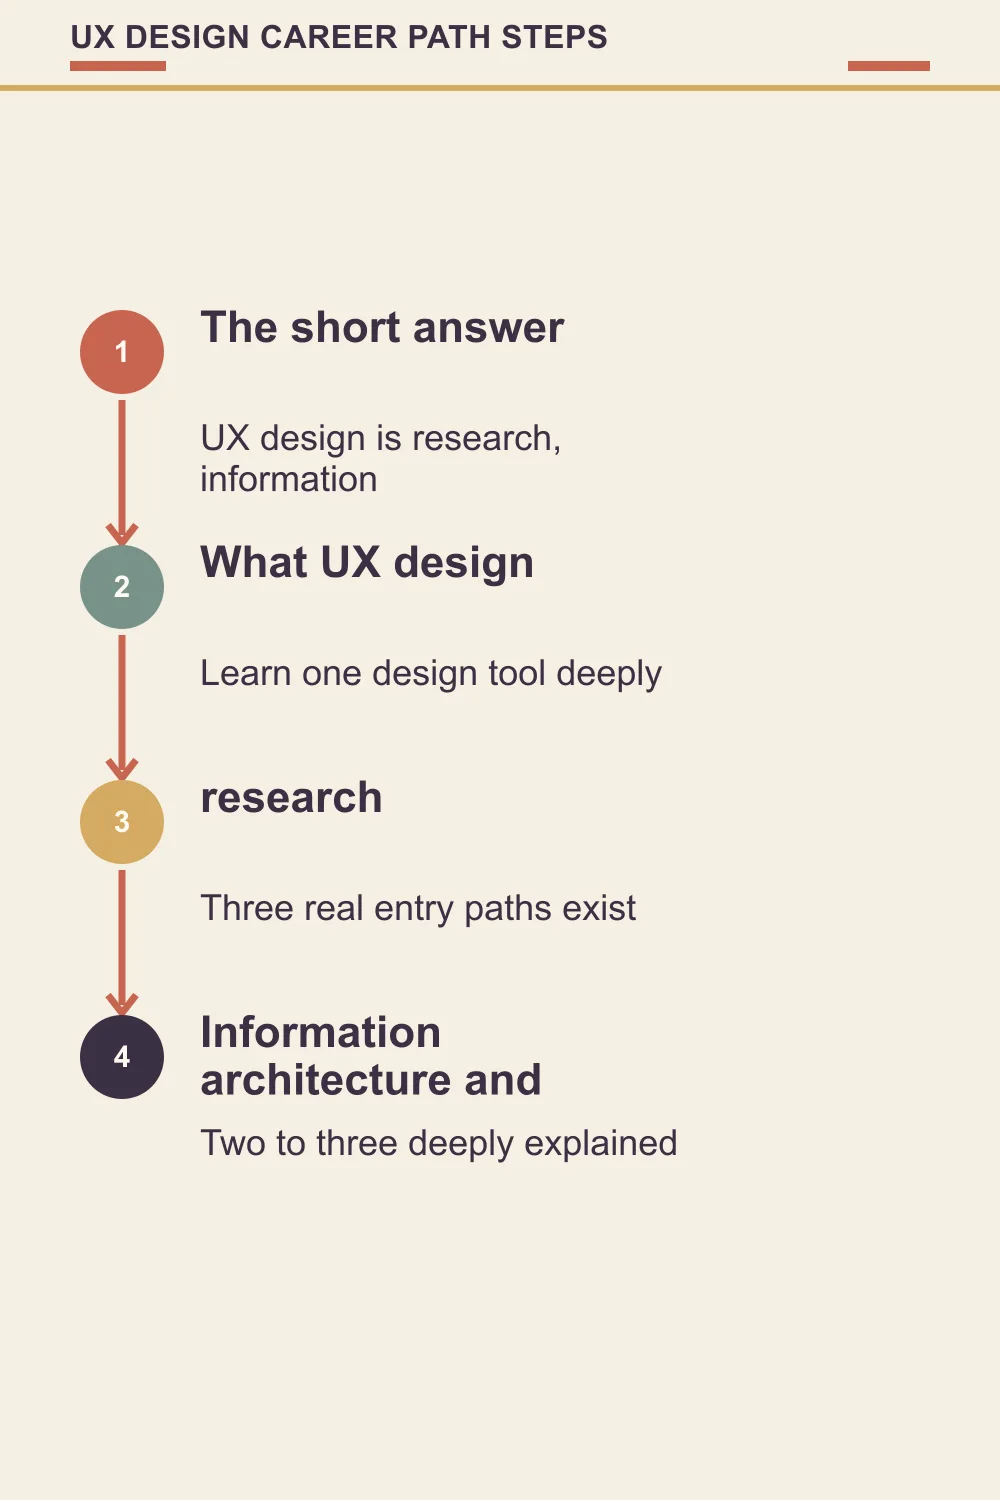 UX DESIGN CAREER PATH STEPS
1
The short answer
UX design is research,
information
2
What UX design
Learn one design tool deeply
3
research
Three real entry paths exist
4
Information
architecture and
Two to three deeply explained